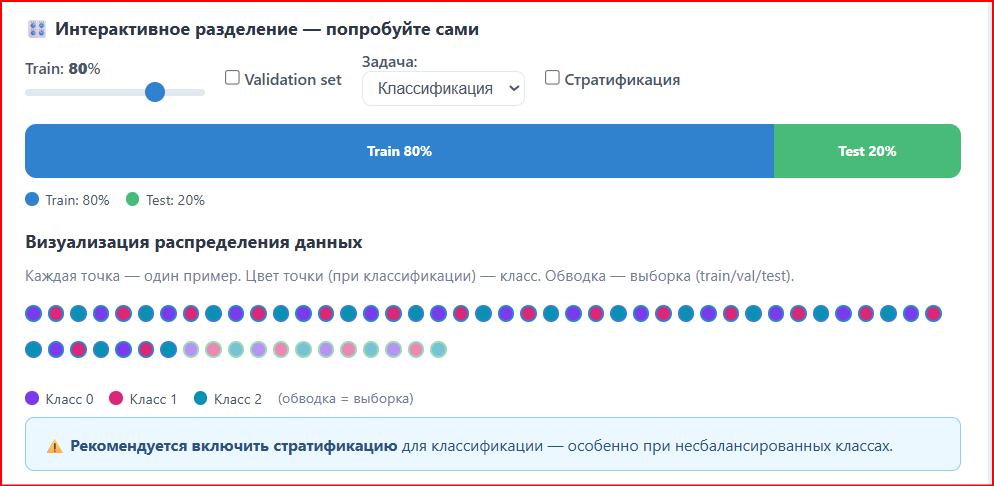 Интерактивное разделение — попробуйте сами
Train: 80%
Validation set
Задача:
Классификация
Стратификация
Train 80%
Test 20%
Train: 80%
Test: 20%
Визуализация распределения данных
Каждая точка — один пример. Цвет точки (при классификации) — класс. Обводка — выборка (train/val/test).
Класс 0
Класс 1
Класс 2
(обводка = выборка)
Рекомендуется включить стратификацию для классификации — особенно при несбалансированных классах.